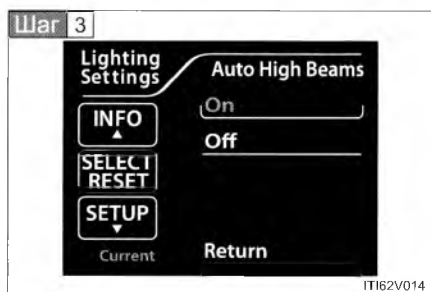 Шаг 3
Lighting Settings
Auto High Beams
INFO
On
Off
SELECT RESET
SETUP
Current
Return
ITI62V014